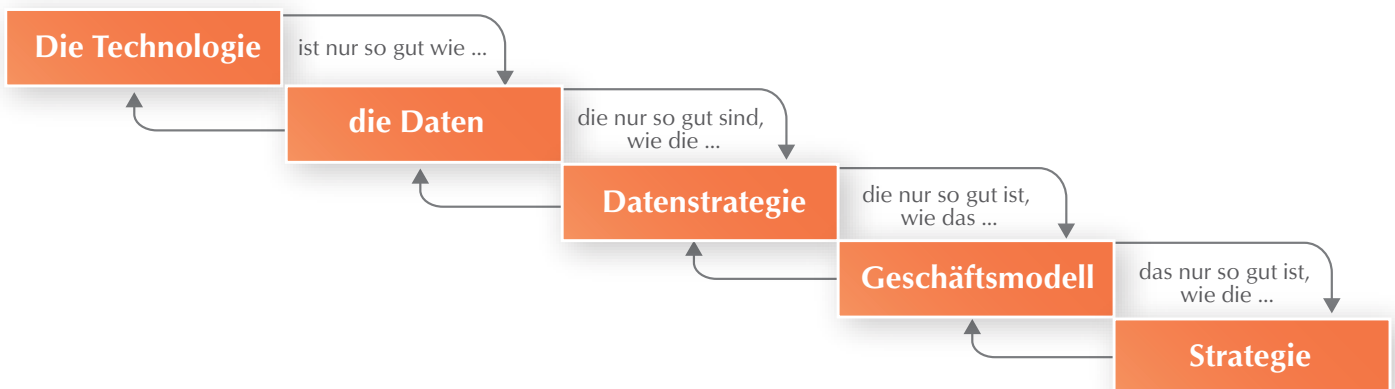 Die Technologie
ist nur so gut wie ...
die Daten
die nur so gut sind,
wie die ...
Datenstrategie
die nur so gut ist,
wie das ...
Geschäftsmodell
das nur so gut ist,
wie die ...
Strategie